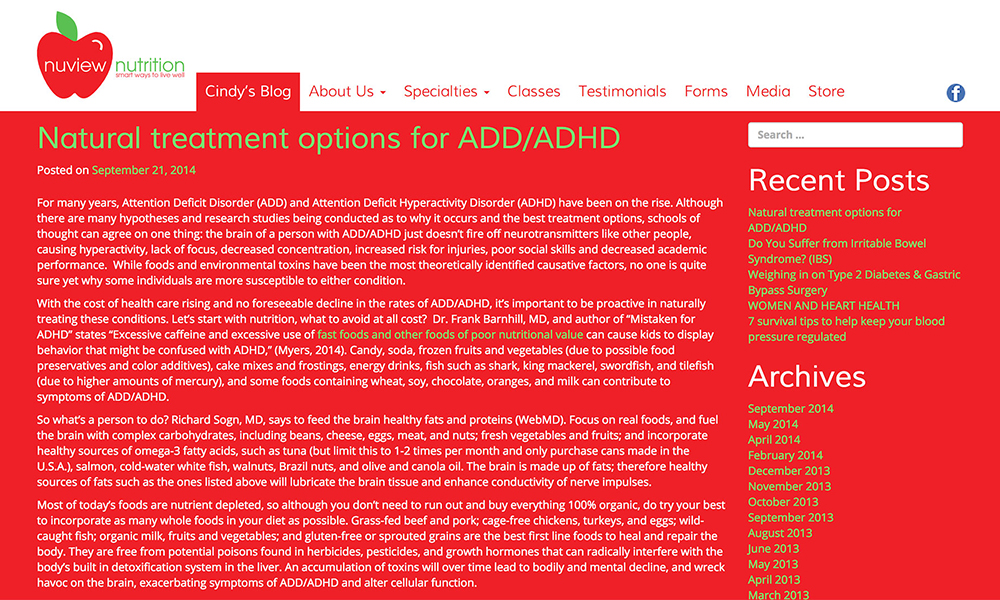 nuview nutrition
smart ways to live well
Cindy's Blog About Us Specialties Classes Testimonials Forms Media Store
f
Natural treatment options for ADD/ADHD
Posted on September 21, 2014
For many years, Attention Deficit Disorder (ADD) and Attention Deficit Hyperactivity Disorder (ADHD) have been on the rise. Although
there are many hypotheses and research studies being conducted as to why it occurs and the best treatment options, schools of
thought can agree on one thing: the brain of a person with ADD/ADHD just doesn't fire off neurotransmitters like other people,
causing hyperactivity, lack of focus, decreased concentration, increased risk for injuries, poor social skills and decreased academic
performance. While foods and environmental toxins have been the most theoretically identified causative factors, no one is quite
sure yet why some individuals are more susceptible to either condition.
With the cost of health care rising and no foreseeable decline in the rates of ADD/ADHD, it's important to be proactive in naturally
treating these conditions. Let's start with nutrition, what to avoid at all cost? Dr. Frank Barnhill, MD, and author of "Mistaken for
ADHD" states "Excessive caffeine and excessive use of fast foods and other foods of poor nutritional value can cause kids to display
behavior that might be confused with ADHD," (Myers, 2014). Candy, soda, frozen fruits and vegetables (due to possible food
preservatives and color additives), cake mixes and frostings, energy drinks, fish such as shark, king mackerel, swordfish, and tilefish
(due to higher amounts of mercury), and some foods containing wheat, soy, chocolate, oranges, and milk can contribute to
symptoms of ADD/ADHD.
So what's a person to do? Richard Sogn, MD, says to feed the brain healthy fats and proteins (WebMD). Focus on real foods, and fuel
the brain with complex carbohydrates, including beans, cheese, eggs, meat, and nuts; fresh vegetables and fruits; and incorporate
healthy sources of omega-3 fatty acids, such as tuna (but limit this to 1-2 times per month and only purchase cans made in the
U.S.A.), salmon, cold-water white fish, walnuts, Brazil nuts, and olive and canola oil. The brain is made up of fats; therefore healthy
sources of fats such as the ones listed above will lubricate the brain tissue and enhance conductivity of nerve impulses.
Most of today's foods are nutrient depleted, so although you don't need to run out and buy everything 100% organic, do try your best
to incorporate as many whole foods in your diet as possible. Grass-fed beef and pork; cage-free chickens, turkeys, and eggs; wild-
caught fish; organic milk, fruits and vegetables; and gluten-free or sprouted grains are the best first line foods to heal and repair the
body. They are free from potential poisons found in herbicides, pesticides, and growth hormones that can radically interfere with the
body's built in detoxification system in the liver. An accumulation of toxins will over time lead to bodily and mental decline, and wreck
havoc on the brain, exacerbating symptoms of ADD/ADHD and alter cellular function.
Search ...
Recent Posts
Natural treatment options for
ADD/ADHD
Do You Suffer from Irritable Bowel
Syndrome? (IBS)
Weighing in on Type 2 Diabetes & Gastric
Bypass Surgery
WOMEN AND HEART HEALTH
7 survival tips to help keep your blood
pressure regulated
Archives
September 2014
May 2014
April 2014
February 2014
December 2013
November 2013
October 2013
September 2013
August 2013
June 2013
May 2013
April 2013
March 2013